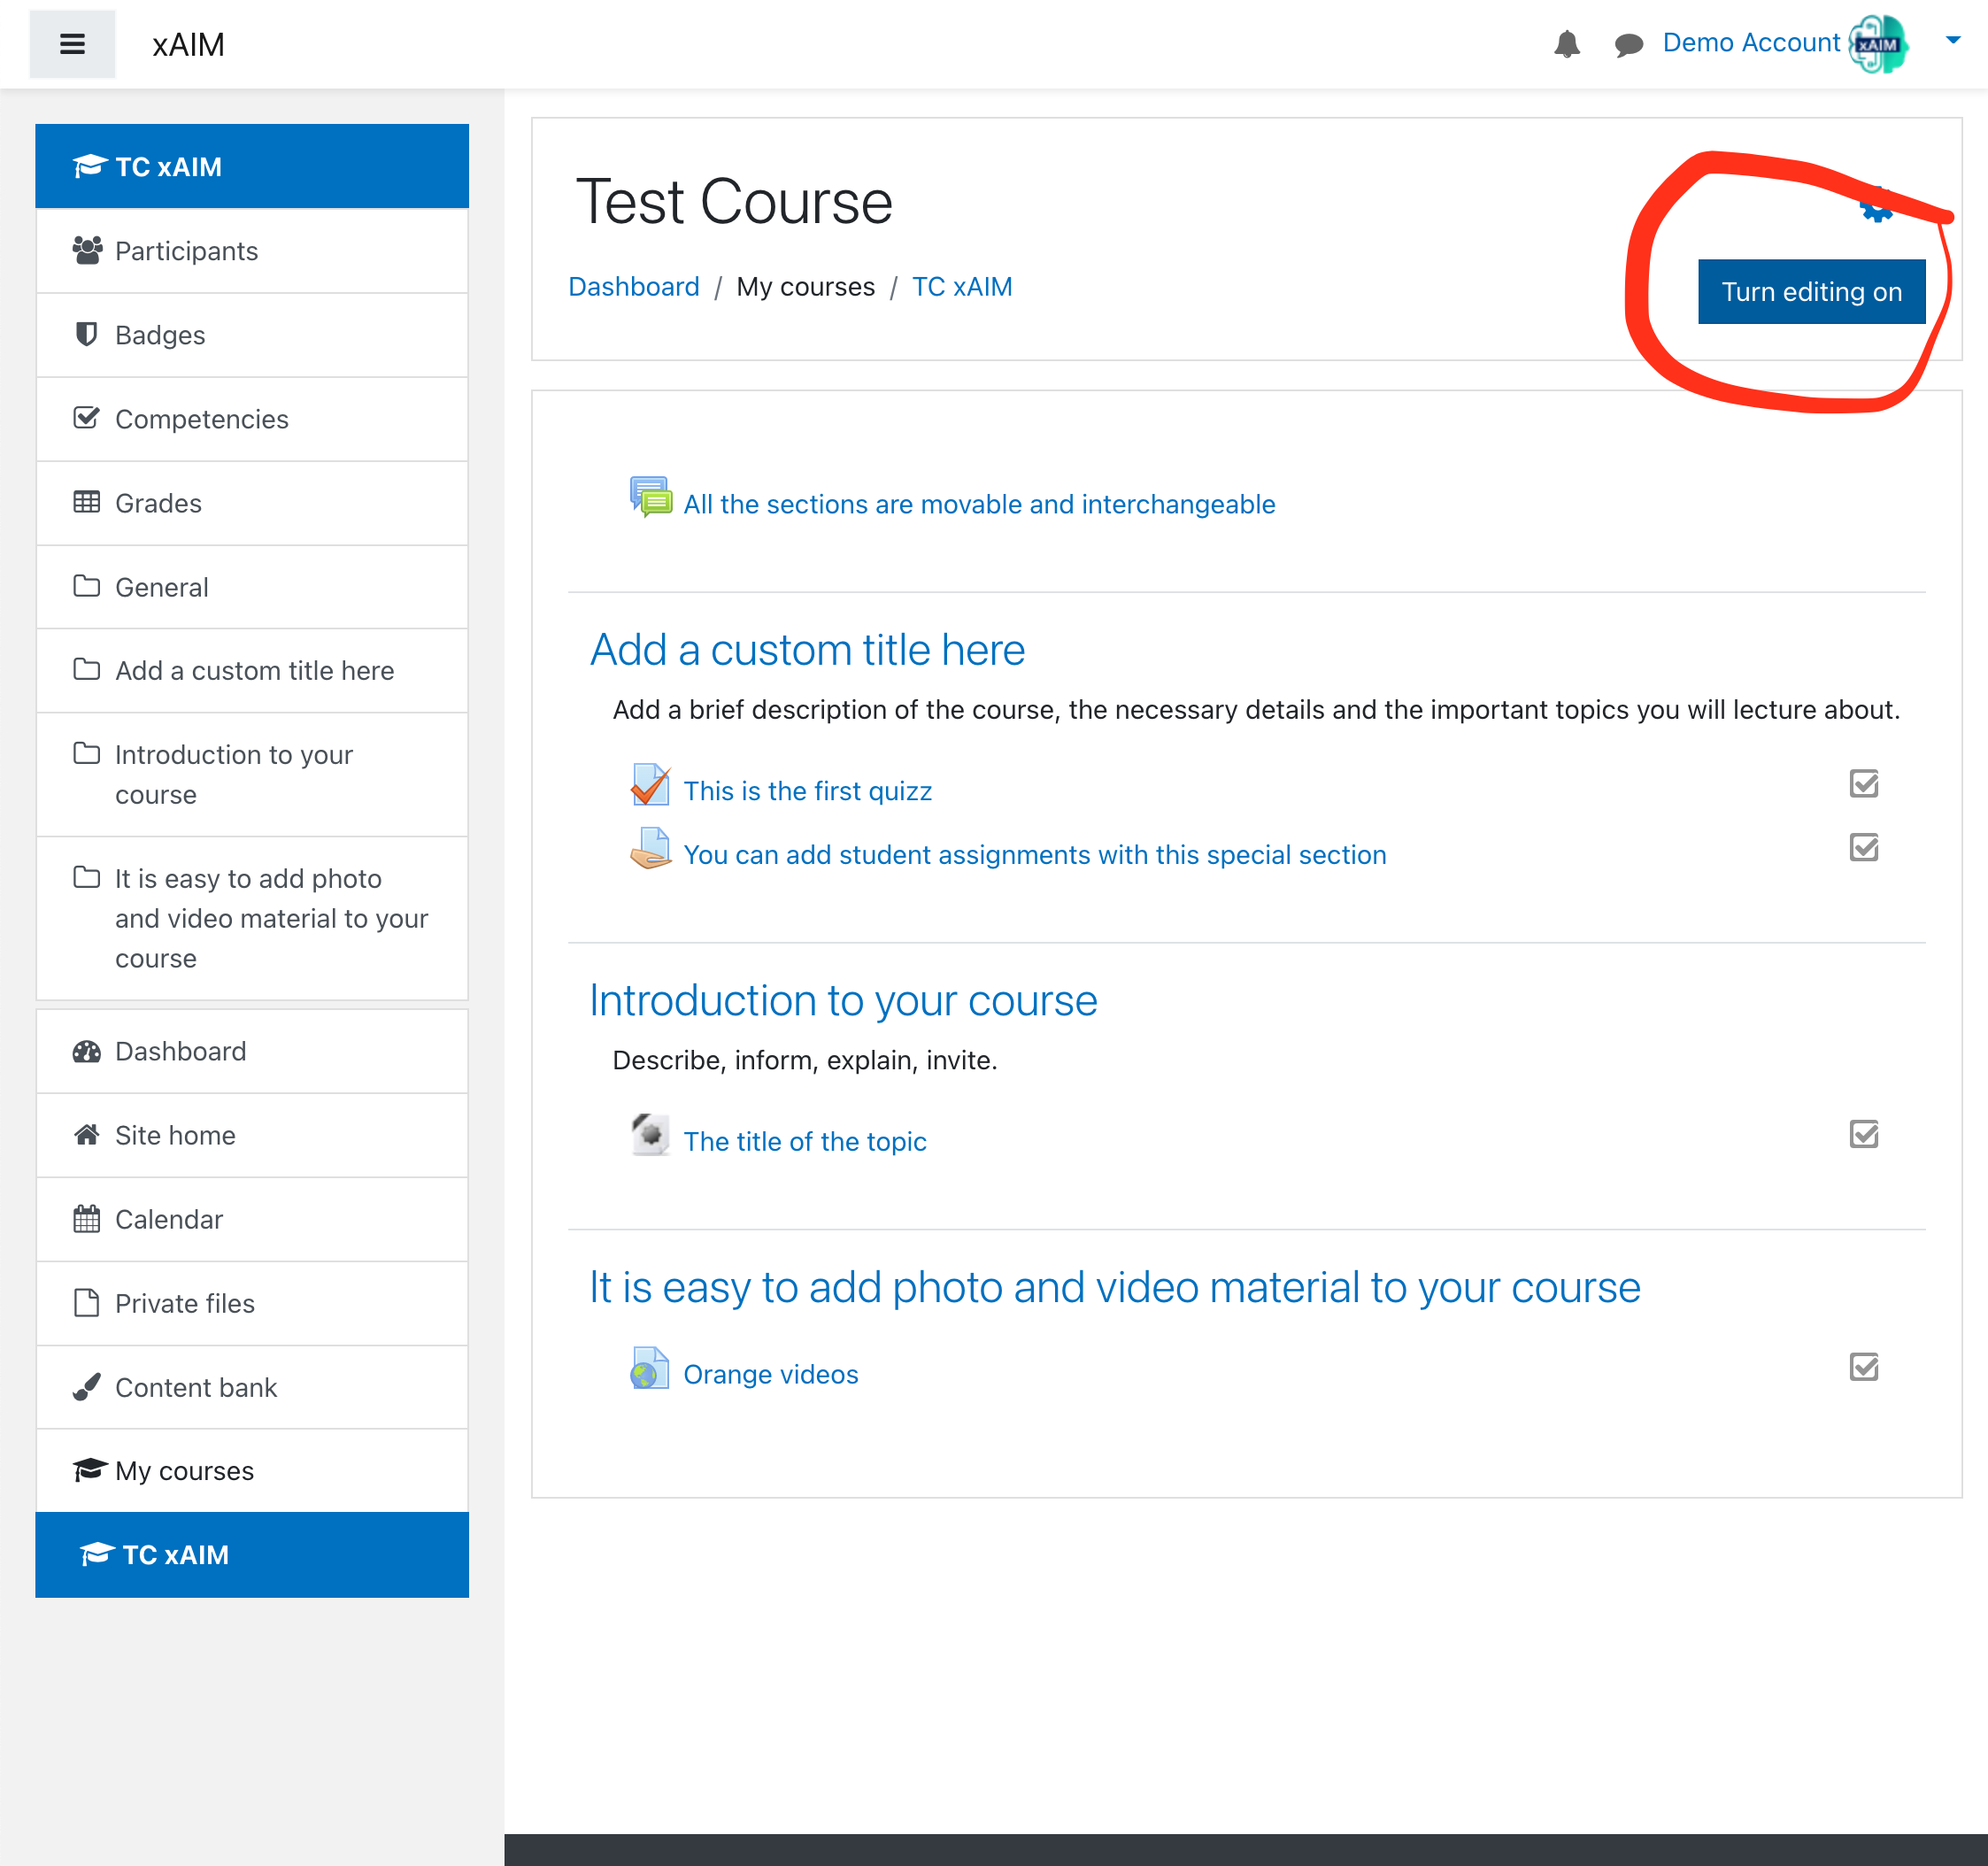 xAIM
Demo Account
xAIM
TC xAIM
Participants
Badges
Competencies
Grades
General
Add a custom title here
Introduction to your
course
It is easy to add photo
and video material to your
course
Dashboard
Site home
Calendar
Private files
Content bank
My courses
TC xAIM
Test Course
Dashboard / My courses / TC xAIM
Turn editing on
All the sections are movable and interchangeable
Add a custom title here
Add a brief description of the course, the necessary details and the important topics you will lecture about.
This is the first quizz
You can add student assignments with this special section
Introduction to your course
Describe, inform, explain, invite.
The title of the topic
It is easy to add photo and video material to your course
Orange videos